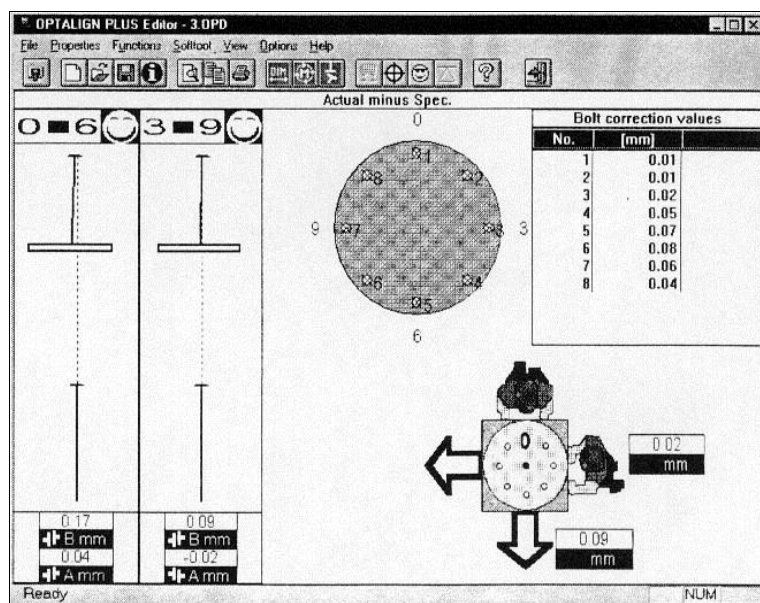 OPTALIGN PLUS Editor - 3.OPD
File Properties Functions Softtool View Options Help
Actual minus Spec.
0 6 3 9
0
1
2
3
4
5
6
7
8
9
3
6
Bolt correction values
No. [mm]
1 0.01
2 0.01
3 0.02
4 0.05
5 0.07
6 0.08
7 0.06
8 0.04
0
0.02
mm
0.09
mm
0.17
B mm
0.04
A mm
0.09
B mm
-0.02
A mm
Ready NUM